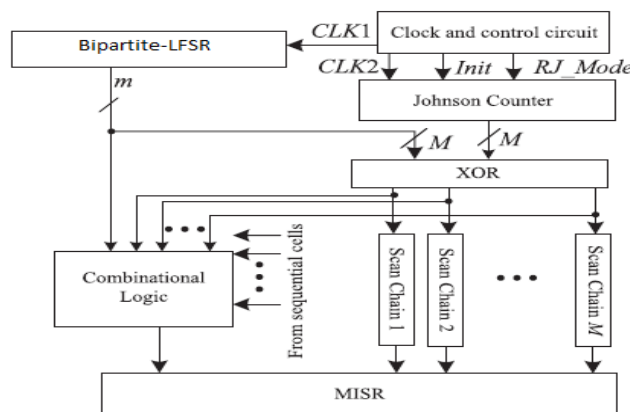 Bipartite-LFSR
CLK1
Clock and control circuit
CLK2
Init
RJ_Mode
m
Johnson Counter
M
M
XOR
Combinational
Logic
From sequential cells
Scan Chain 1
Scan Chain 2
Scan Chain M
MISR